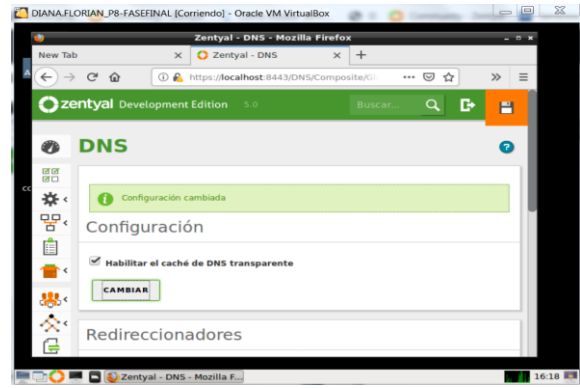 DIANA.FLORIAN_P8-FASEFINAL [Corriendo] - Oracle VM VirtualBox
Zentyal - DNS - Mozilla Firefox
New Tab
Zentyal - DNS
https://localhost:8443/DNS/Composite/Gl
zentyal Development Edition 5.0
Buscar...
DNS
Configuración cambiada
Configuración
Habilitar el caché de DNS transparente
CAMBIAR
Redireccionadores
Zentyal - DNS - Mozilla F...
16:18